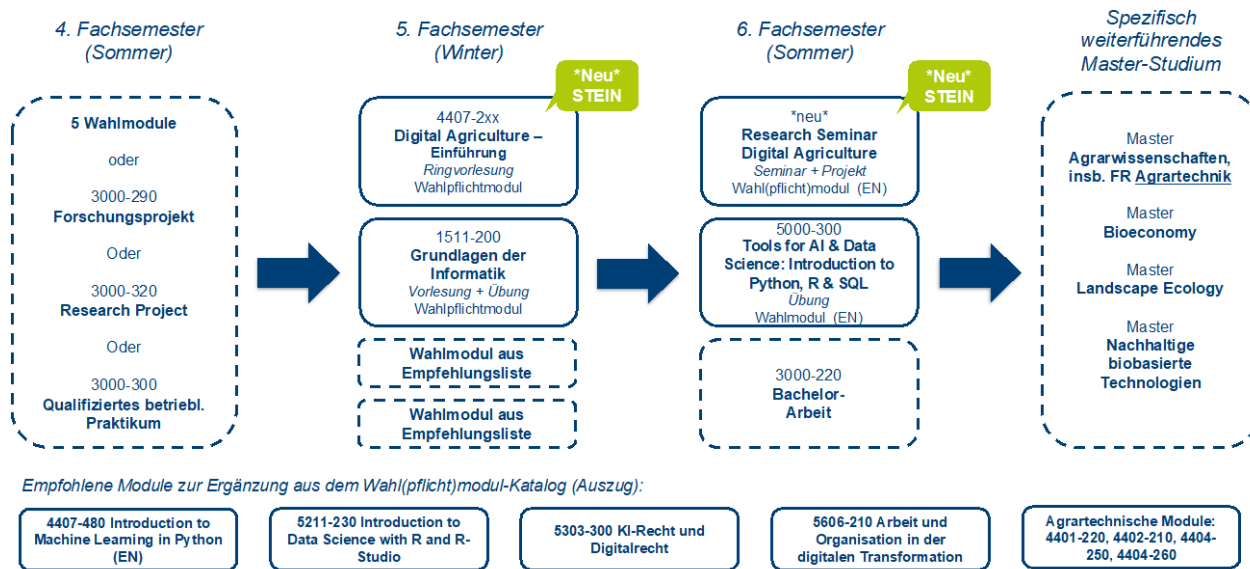 4. Fachsemester
(Sommer)
5 Wahlmodule
oder
3000-290
Forschungsprojekt
Oder
3000-320
Research Project
Oder
3000-300
Qualifiziertes betriebl.
Praktikum
5. Fachsemester
(Winter)
*Neu*
STEIN
4407-2xx
Digital Agriculture –
Einführung
Ringvorlesung
Wahlpflichtmodul
1511-200
Grundlagen der
Informatik
Vorlesung + Übung
Wahlpflichtmodul
Wahlmodul aus
Empfehlungsliste
Wahlmodul aus
Empfehlungsliste
6. Fachsemester
(Sommer)
*Neu*
STEIN
*neu*
Research Seminar
Digital Agriculture
Seminar + Projekt
Wahl(pflicht)modul (EN)
5000-300
Tools for AI & Data
Science: Introduction to
Python, R & SQL
Übung
Wahlmodul (EN)
3000-220
Bachelor-
Arbeit
Spezifisch
weiterführendes
Master-Studium
Master
Agrarwissenschaften,
insb. FR Agrartechnik
Master
Bioeconomy
Master
Landscape Ecology
Master
Nachhaltige
biobasierte
Technologien
Empfohlene Module zur Ergänzung aus dem Wahl(pflicht)modul-Katalog (Auszug):
4407-480 Introduction to
Machine Learning in Python
(EN)
5211-230 Introduction to
Data Science with R and R-
Studio
5303-300 KI-Recht und
Digitalrecht
5606-210 Arbeit und
Organisation in der
digitalen Transformation
Agrartechnische Module:
4401-220, 4402-210, 4404-
250, 4404-260